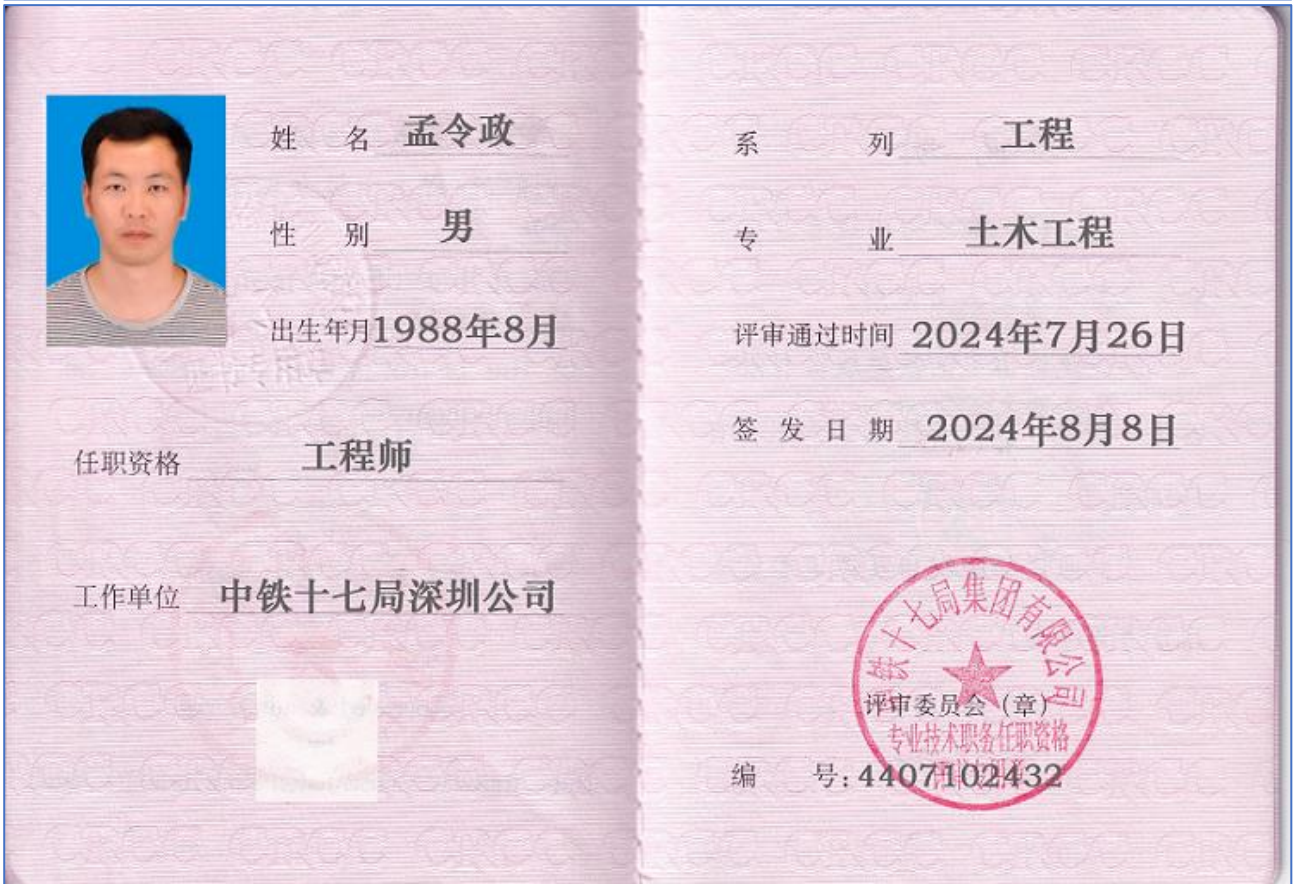 姓 名 孟令政
性 别 男
出生年月 1988年8月
任职资格 工程师
工作单位 中铁十七局深圳公司
系 列 工程
专 业 土木工程
评审通过时间 2024年7月26日
签发日期 2024年8月8日
中铁十七局集团有限公司
评审委员会（章）
专业技术职务任职资格
编 号: 4407102432
CRCC